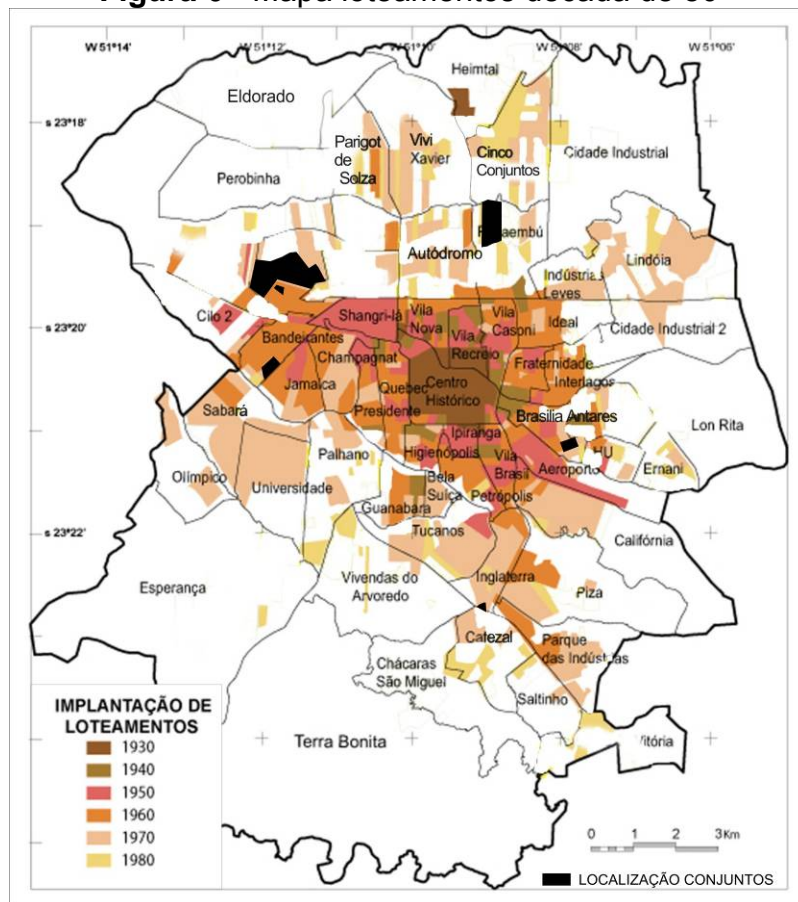 W 51°14'
W 51°12'
W 51°10'
W 51°08'
W 51°06'
Heimtal
Eldorado
s 23°18'
Parigot
de
Solza
Vivi
Xavier
Cinco
Conjuntos
Cidade Industrial
Perobinha
Autódromo
Lindóia
Leves
Cilo 2
s 23°20'
Shangri-lá
Vila
Nova
Vila
Casoni
Ideal
Cidade Industrial 2
Bandeirantes
Vila
Recreio
Champagnat
Fraternidade
Jamaica
Quebec
Centro
Histórico
Interlagos
Sabará
Presidente
Brasilia Antares
Lon Rita
Ipiranga
Higienópolis
Vila
Brasil
HU
Palhano
Aeroporto
Ernani
Olímpico
Universidade
Bela
Suíça
Petrópolis
Guanabara
s 23°22'
Tucanos
Califórnia
Esperança
Vivendas do
Arvoredo
Inglaterra
Piza
Cafezal
Parque
das Indústrias
Chácaras
São Miguel
Saltinho
Terra Bonita
IMPLANTAÇÃO DE
LOTEAMENTOS
1930
1940
1950
1960
1970
1980
0 1 2 3Km
LOCALIZAÇÃO CONJUNTOS